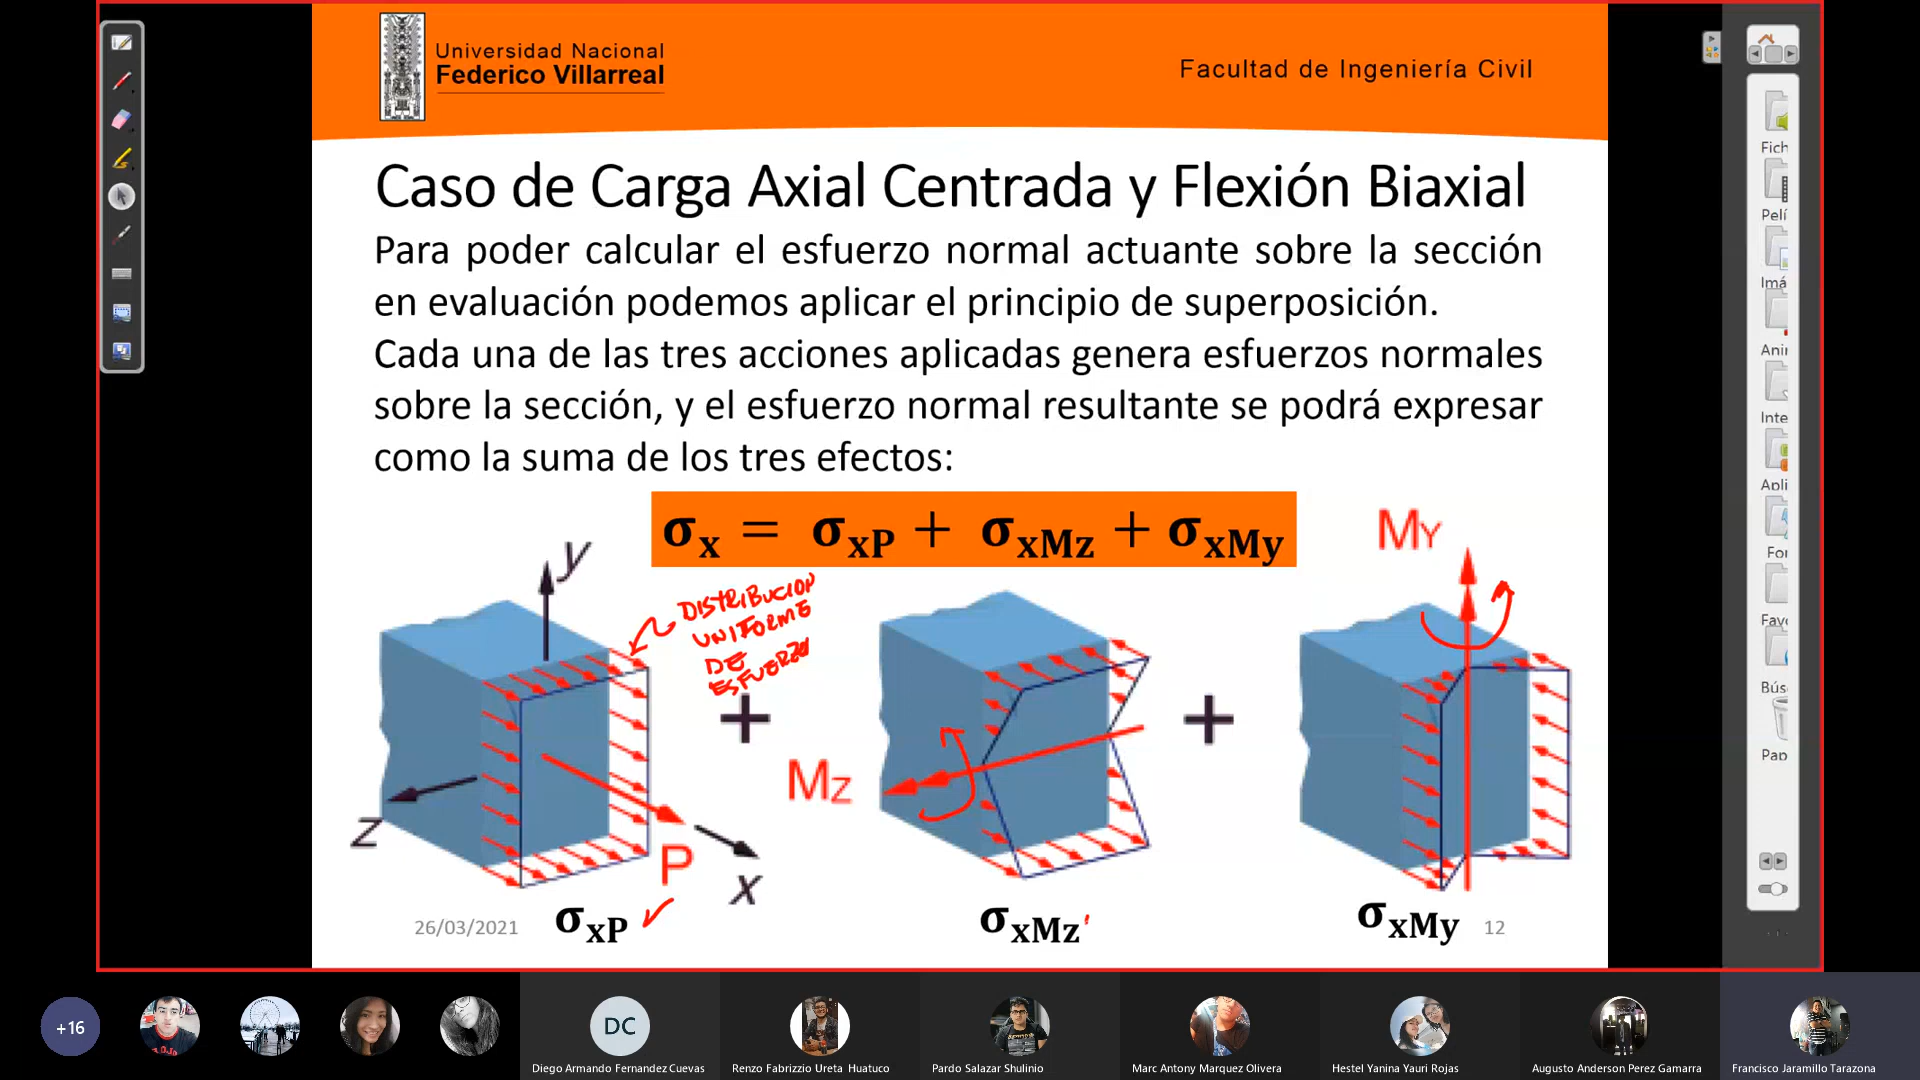 Universidad Nacional
Federico Villarreal
Facultad de Ingeniería Civil
Caso de Carga Axial Centrada y Flexión Biaxial
Para poder calcular el esfuerzo normal actuante sobre la sección
en evaluación podemos aplicar el principio de superposición.
Cada una de las tres acciones aplicadas genera esfuerzos normales
sobre la sección, y el esfuerzo normal resultante se podrá expresar
como la suma de los tres efectos:
σx = σxP + σxMz + σxMy
DISTRIBUCION
UNIFORME
DE
ESFUERZO
y
z
P
x
+
Mz
+
MY
σxP
σxMz
σxMy
26/03/2021
12
Fich
Pelí
Imá
Anir
Inte
Apli
For
Favo
Bús
Pap
+16
DC
Diego Armando Fernandez Cuevas
Renzo Fabrizzio Ureta Huatuco
Pardo Salazar Shulinio
Marc Antony Marquez Olivera
Hestel Yanina Yauri Rojas
Augusto Anderson Perez Gamarra
Francisco Jaramillo Tarazona